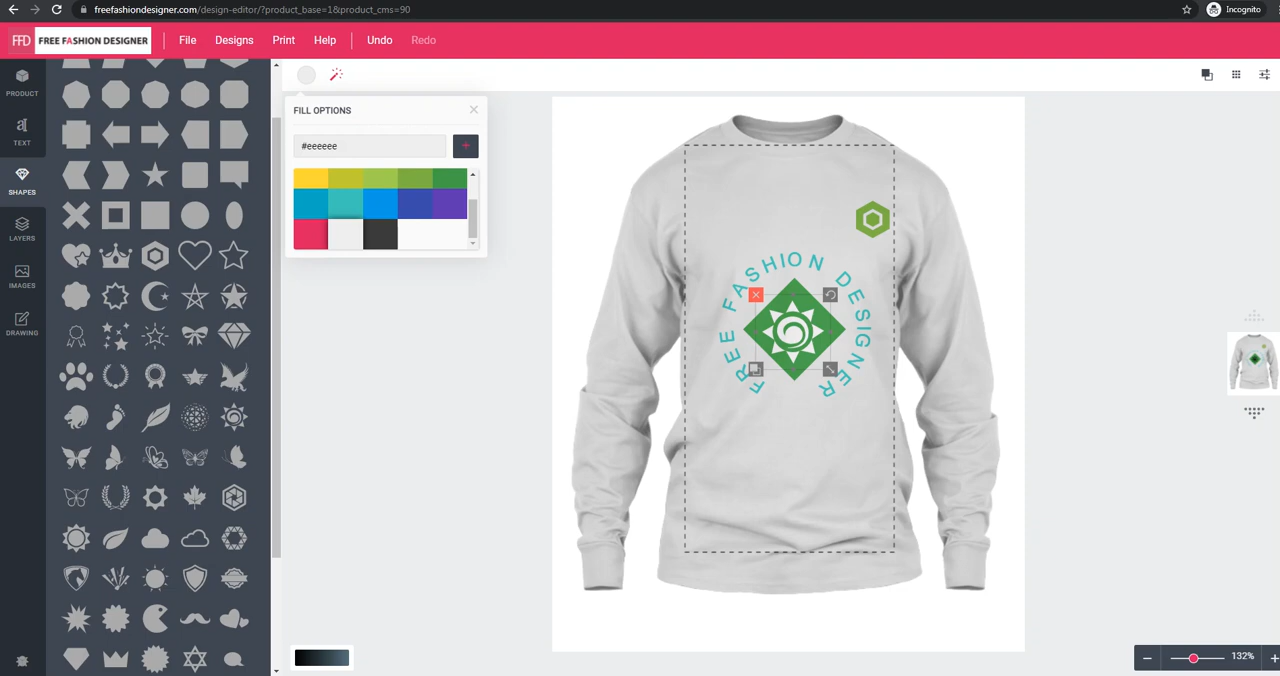 freefashiondesigner.com/design-editor/?product_base=1&product_cms=90
Incognito
FFD
FREE FASHION DESIGNER
File
Designs
Print
Help
Undo
Redo
PRODUCT
TEXT
SHAPES
LAYERS
IMAGES
DRAWING
FILL OPTIONS
#eeeeee
FREE FASHION DESIGNER
132%